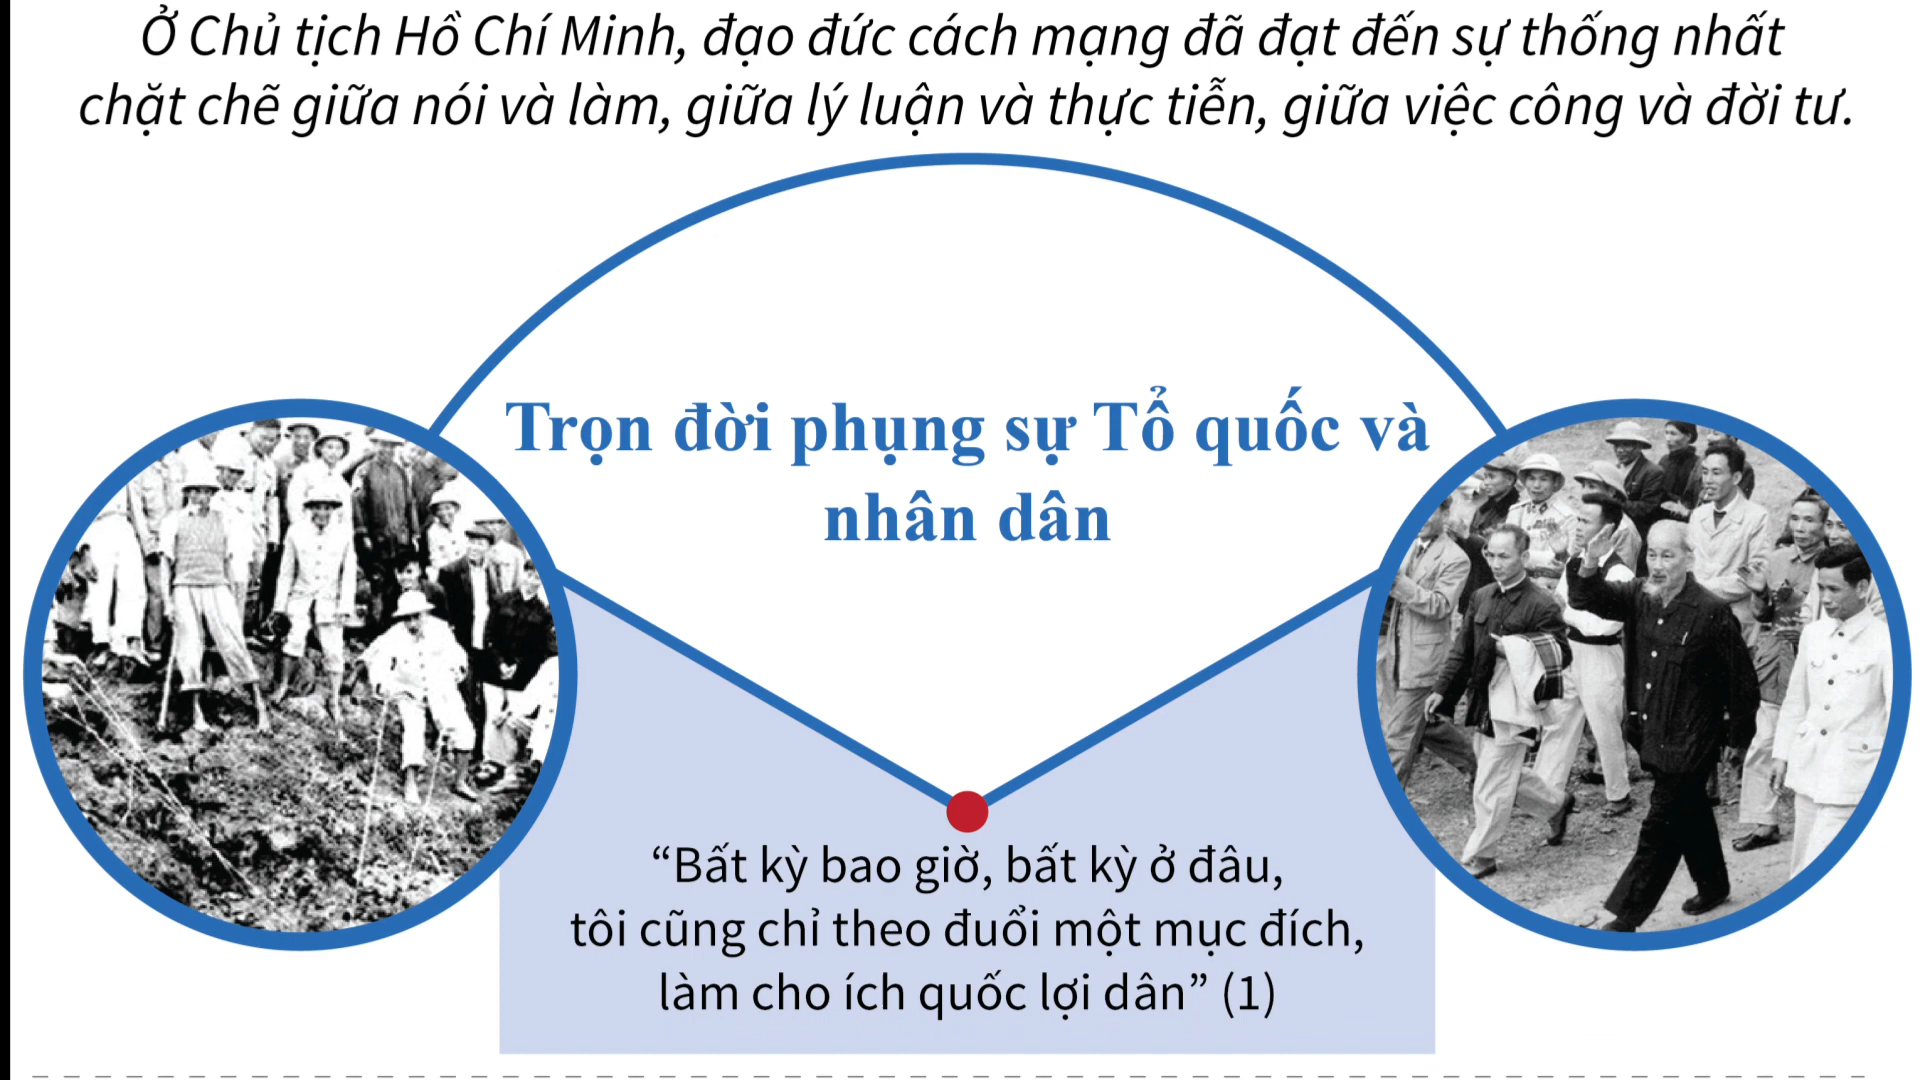 Ở Chủ tịch Hồ Chí Minh, đạo đức cách mạng đã đạt đến sự thống nhất
chặt chẽ giữa nói và làm, giữa lý luận và thực tiễn, giữa việc công và đời tư.
Trọn đời phụng sự Tổ quốc và
nhân dân
“Bất kỳ bao giờ, bất kỳ ở đâu,
tôi cũng chỉ theo đuổi một mục đích,
làm cho ích quốc lợi dân” (1)